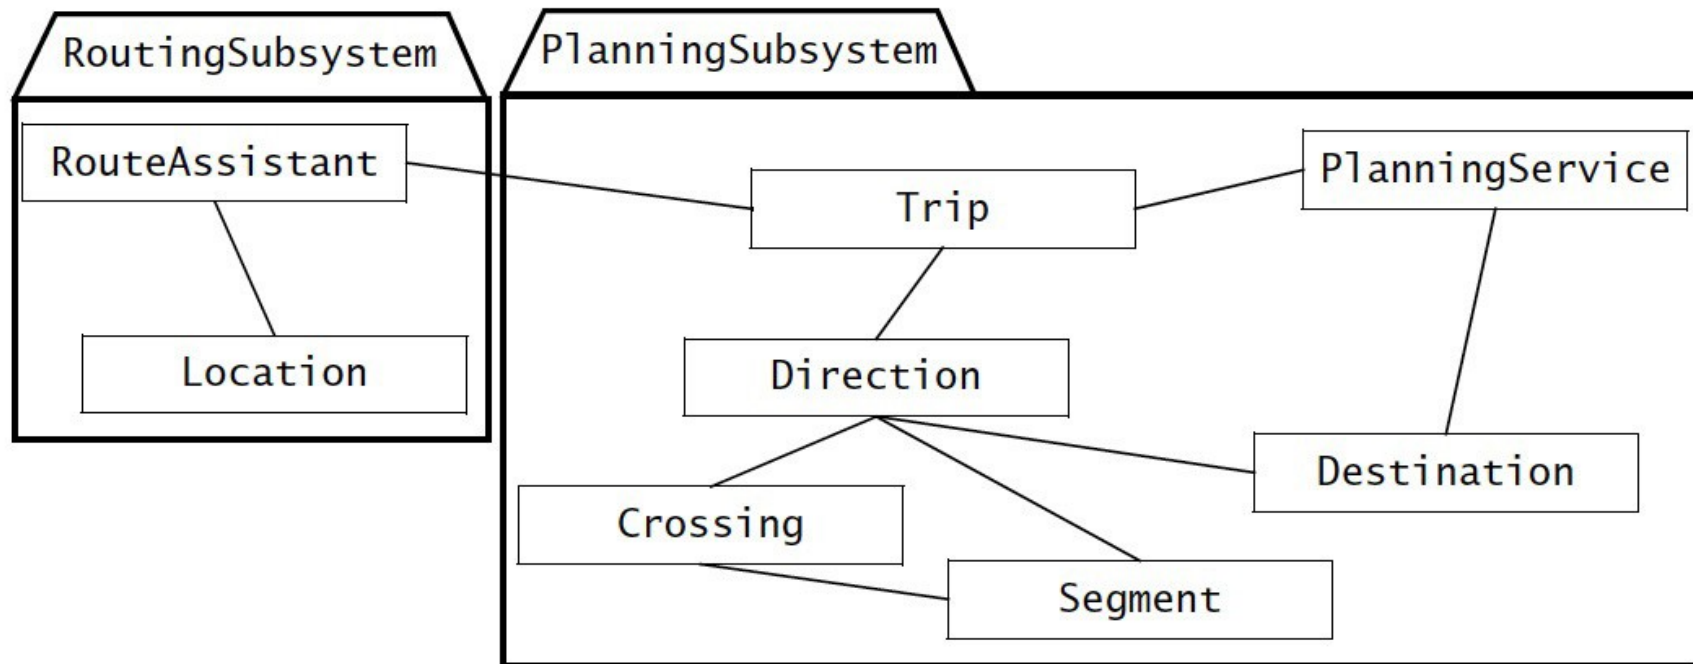 RoutingSubsystem
PlanningSubsystem
RouteAssistant
Trip
PlanningService
Location
Direction
Destination
Crossing
Segment